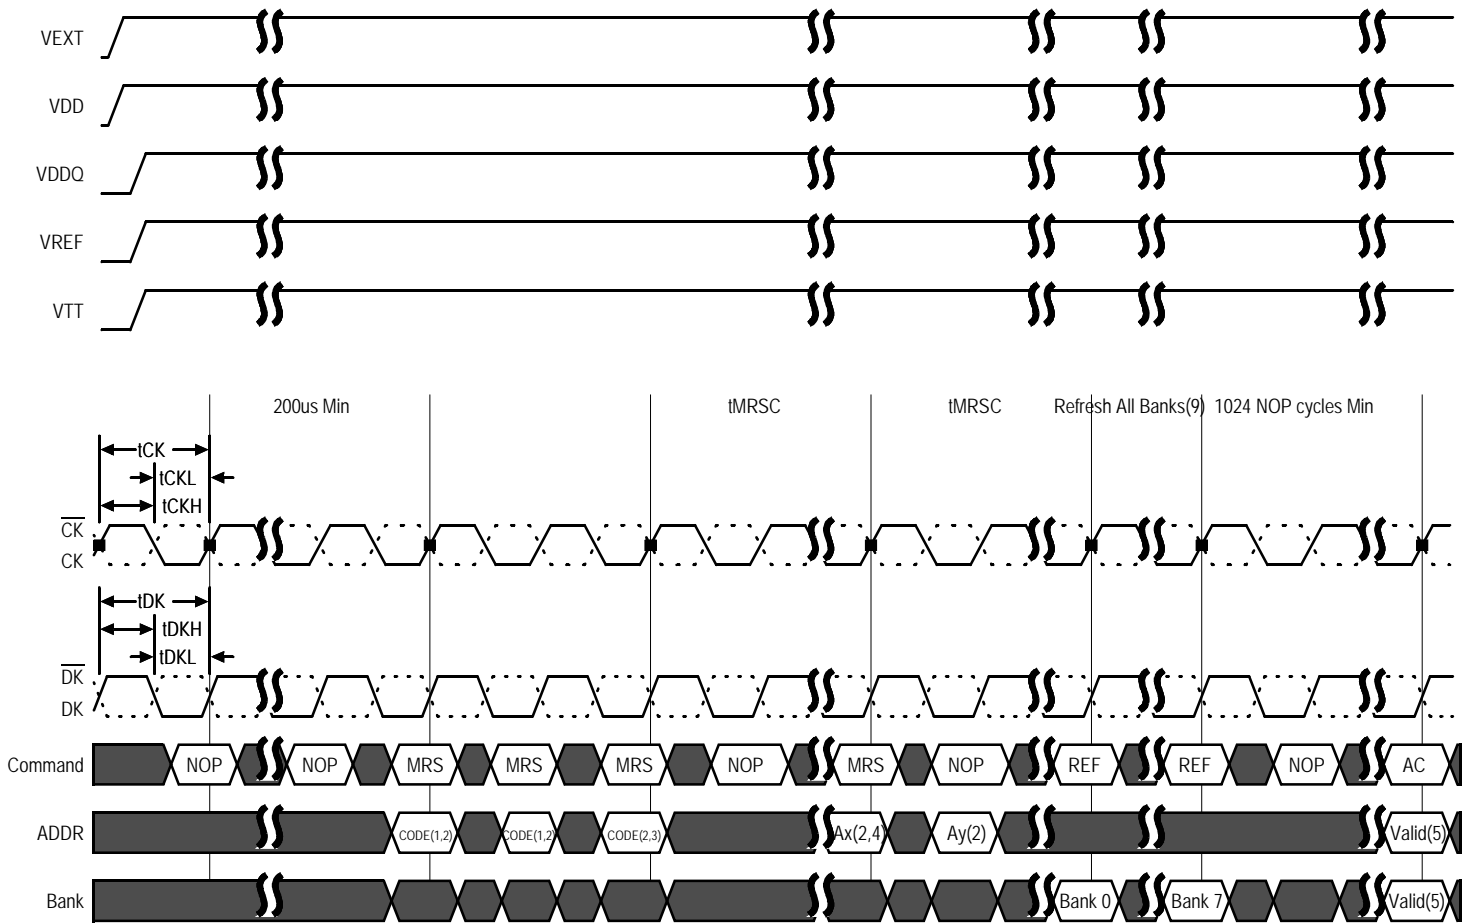 VEXT
VDD
VDDQ
VREF
VTT
200us Min tMRSC tMRSC Refresh All Banks(9) 1024 NOP cycles Min
tCK
tCKL
tCKH
CK
CK
tDK
tDKH
tDKL
DK
DK
Command NOP NOP MRS MRS MRS NOP MRS NOP REF REF NOP AC
ADDR CODE(1,2) CODE(1,2) CODE(2,3) Ax(2,4) Ay(2) Valid(5)
Bank Bank 0 Bank 7 Valid(5)